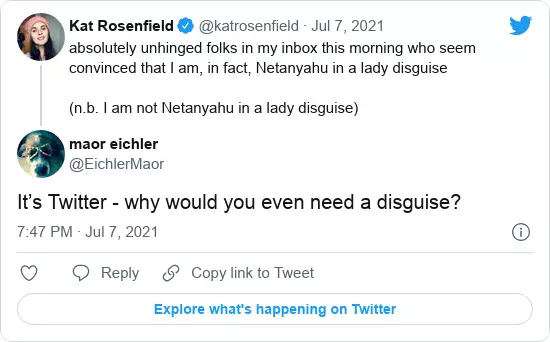 Kat Rosenfield @katrosenfield · Jul 7, 2021
absolutely unhinged folks in my inbox this morning who seem
convinced that I am, in fact, Netanyahu in a lady disguise
(n.b. I am not Netanyahu in a lady disguise)
maor eichler
@EichlerMaor
It’s Twitter - why would you even need a disguise?
7:47 PM · Jul 7, 2021
Reply Copy link to Tweet
Explore what's happening on Twitter